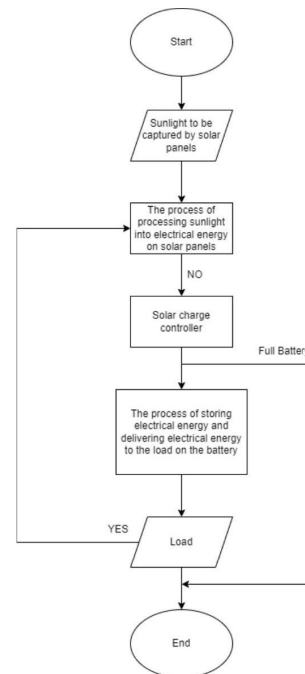 Start
Sunlight to be
captured by solar
panels
The process of
processing sunlight
into electrical energy
on solar panels
NO
Solar charge
controller
Full Battery
The process of storing
electrical energy and
delivering electrical energy
to the load on the battery
YES
Load
End